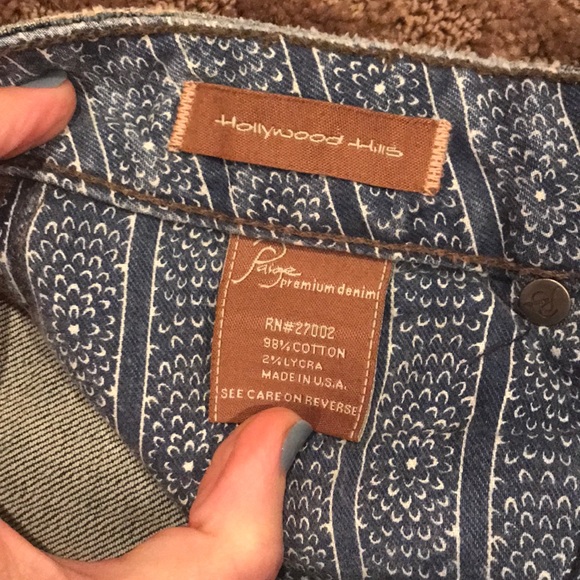 Hollywood Hills
Paige
premium denim
RN#27002
98% COTTON
2% LYCRA
MADE IN U.S.A.
SEE CARE ON REVERSE